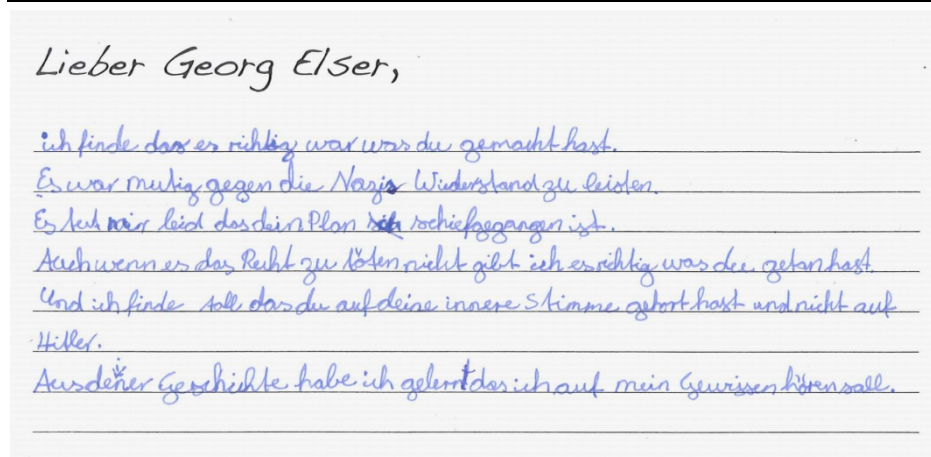 Lieber Georg Elser,
ich finde das es richtig war was du gemacht hast.
Es war mutig gegen die Nazis Wiederstand zu leisten.
Es tut mir leid das dein Plan schiefgegangen ist.
Auch wenn es das Recht zu töten nicht gibt ich es richtig was du getan hast.
Und ich finde toll das du auf deine innere Stimme gehört hast und nicht auf
Hitler.
Aus deiner Geschichte habe ich gelernt das ich auf mein Gewissen hören soll.